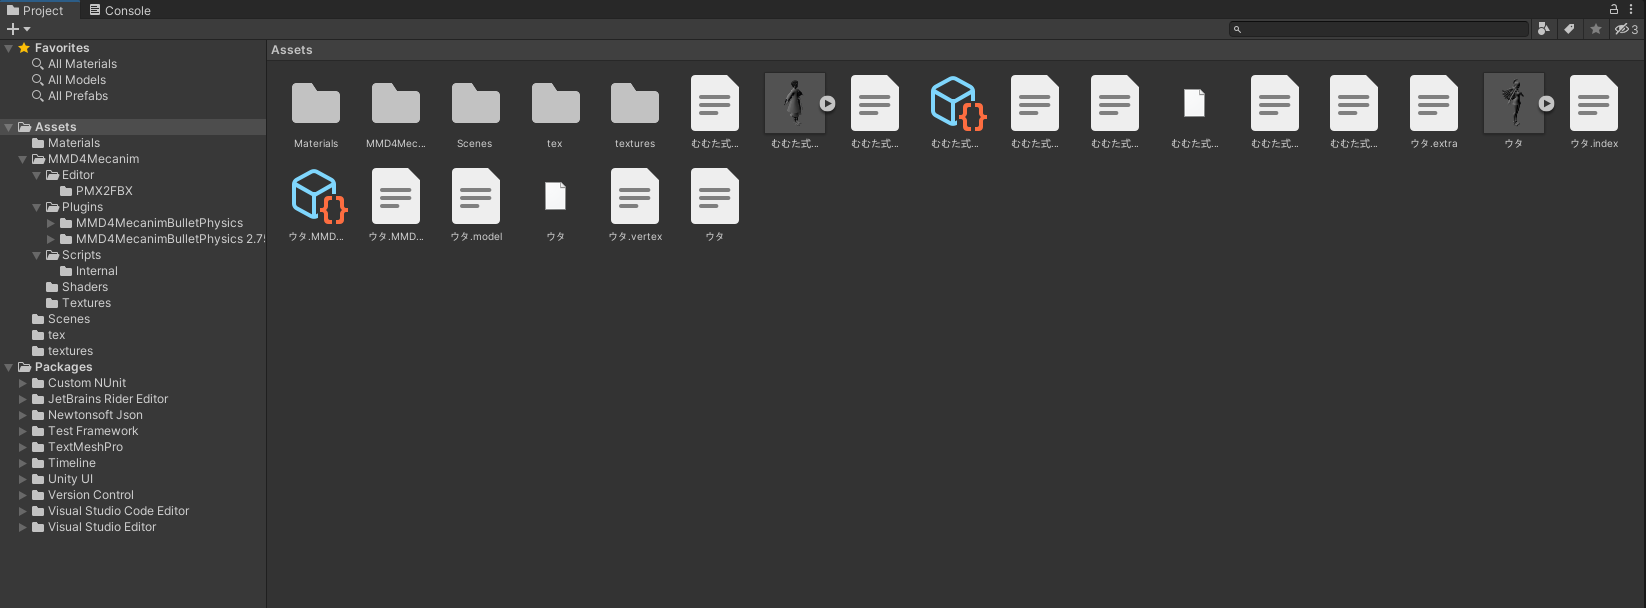 Project
Console
3
Favorites
All Materials
All Models
All Prefabs
Assets
Materials
MMD4Mecanim
Editor
PMX2FBX
Plugins
MMD4MecanimBulletPhysics
MMD4MecanimBulletPhysics 2.75
Scripts
Internal
Shaders
Textures
Scenes
tex
textures
Packages
Custom NUnit
JetBrains Rider Editor
Newtonsoft Json
Test Framework
TextMeshPro
Timeline
Unity UI
Version Control
Visual Studio Code Editor
Visual Studio Editor
Assets
Materials
MMD4Mec...
Scenes
tex
textures
むむた式...
むむた式...
むむた式...
むむた式...
むむた式...
むむた式...
むむた式...
むむた式...
むむた式...
ウタ.extra
ウタ
ウタ.index
ウタ.MMD...
ウタ.MMD...
ウタ.model
ウタ
ウタ.vertex
ウタ